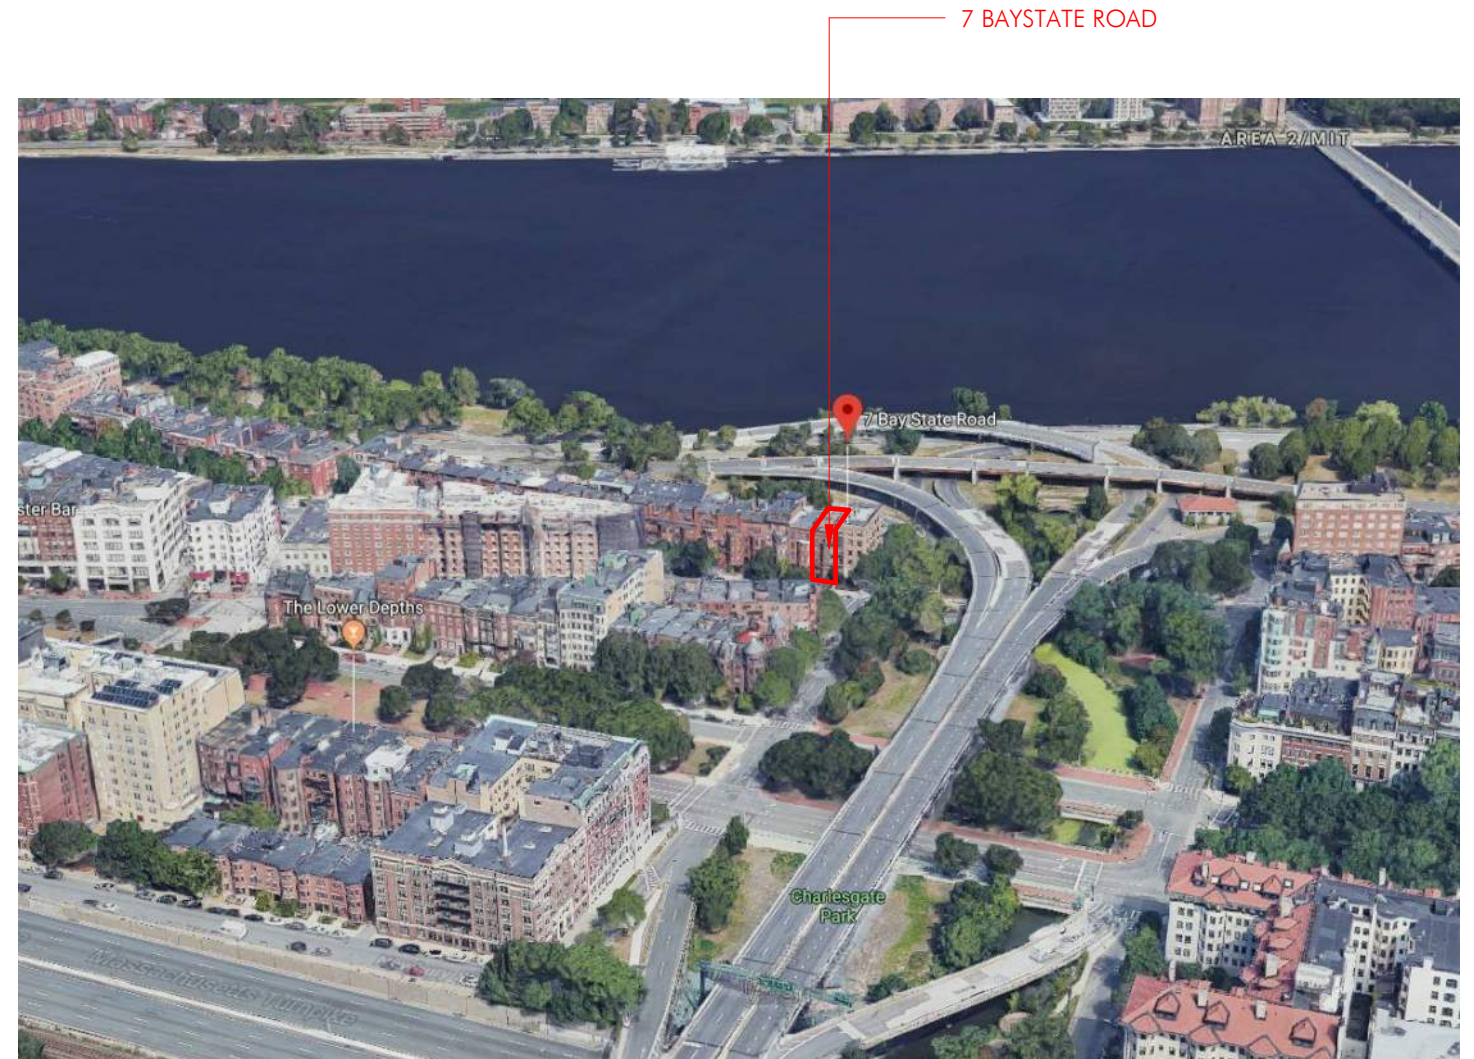 7 BAYSTATE ROAD
AREA 2/MIT
7 Bay State Road
ster Bar
The Lower Depths
Charlesgate
Park
Massachusetts Turnpike